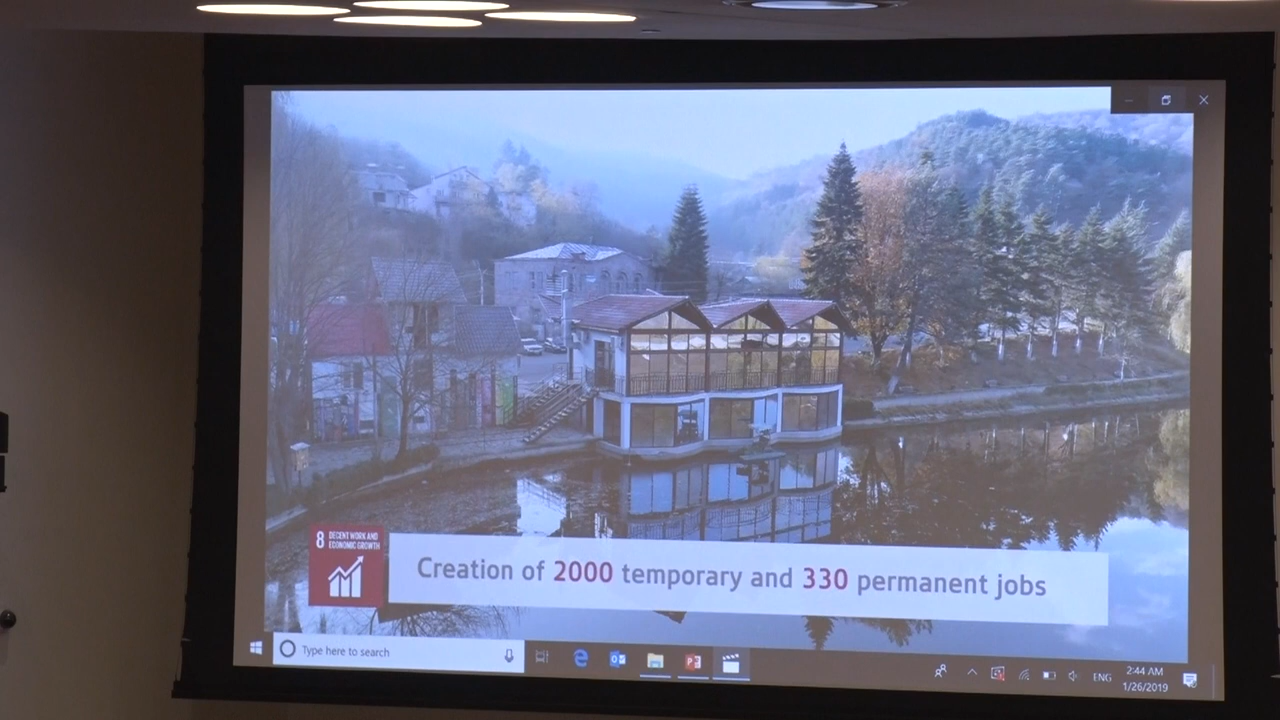 8 DECENT WORK AND
ECONOMIC GROWTH
Creation of 2000 temporary and 330 permanent jobs
Type here to search
ENG
2:44 AM
1/26/2019